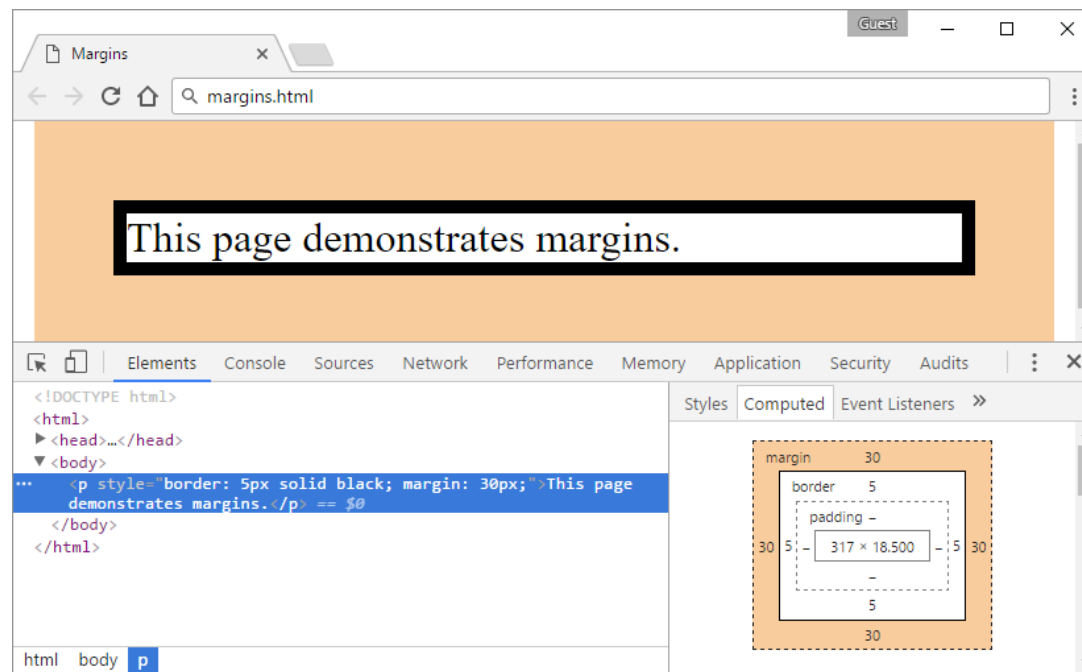 Guest
Margins
margins.html
This page demonstrates margins.
Elements Console Sources Network Performance Memory Application Security Audits
<!DOCTYPE html>
<html>
<head>…</head>
<body>
<p style="border: 5px solid black; margin: 30px;">This page
demonstrates margins.</p> == $0
</body>
</html>
html body p
Styles Computed Event Listeners »
margin 30
border 5
padding –
30 5 – 317 × 18.500 – 5 30
–
5
30